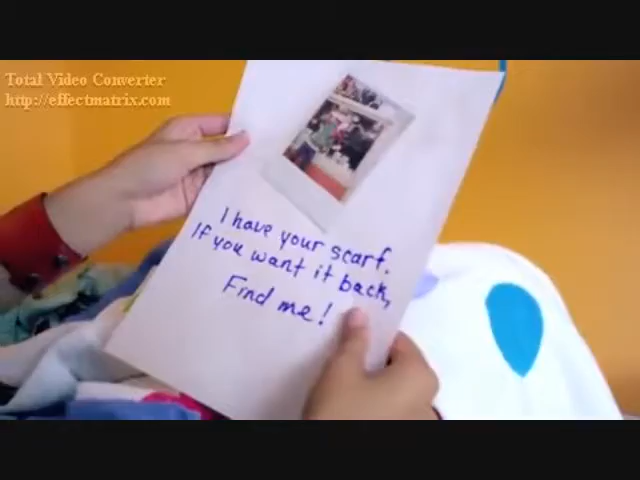 Total Video Converter
http://effectmatrix.com
I have your scarf.
If you want it back,
Find me!